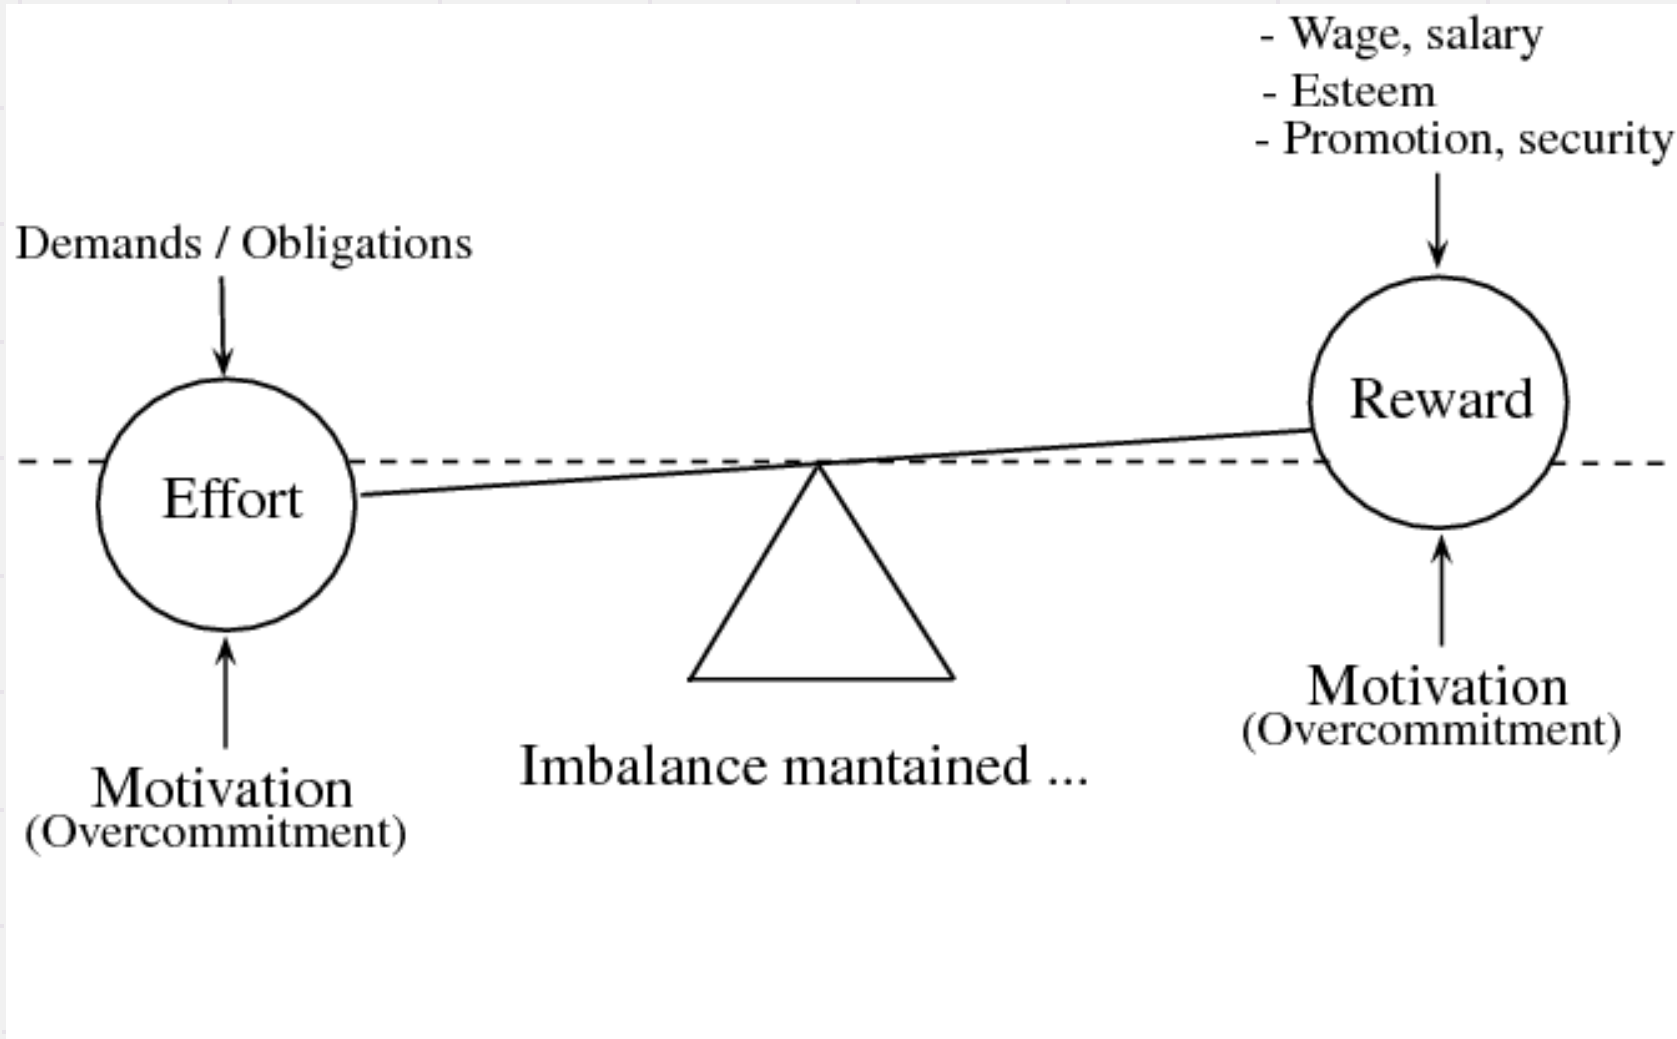 - Wage, salary
- Esteem
- Promotion, security
Demands / Obligations
Reward
Effort
Motivation
(Overcommitment)
Imbalance mantained ...
Motivation
(Overcommitment)